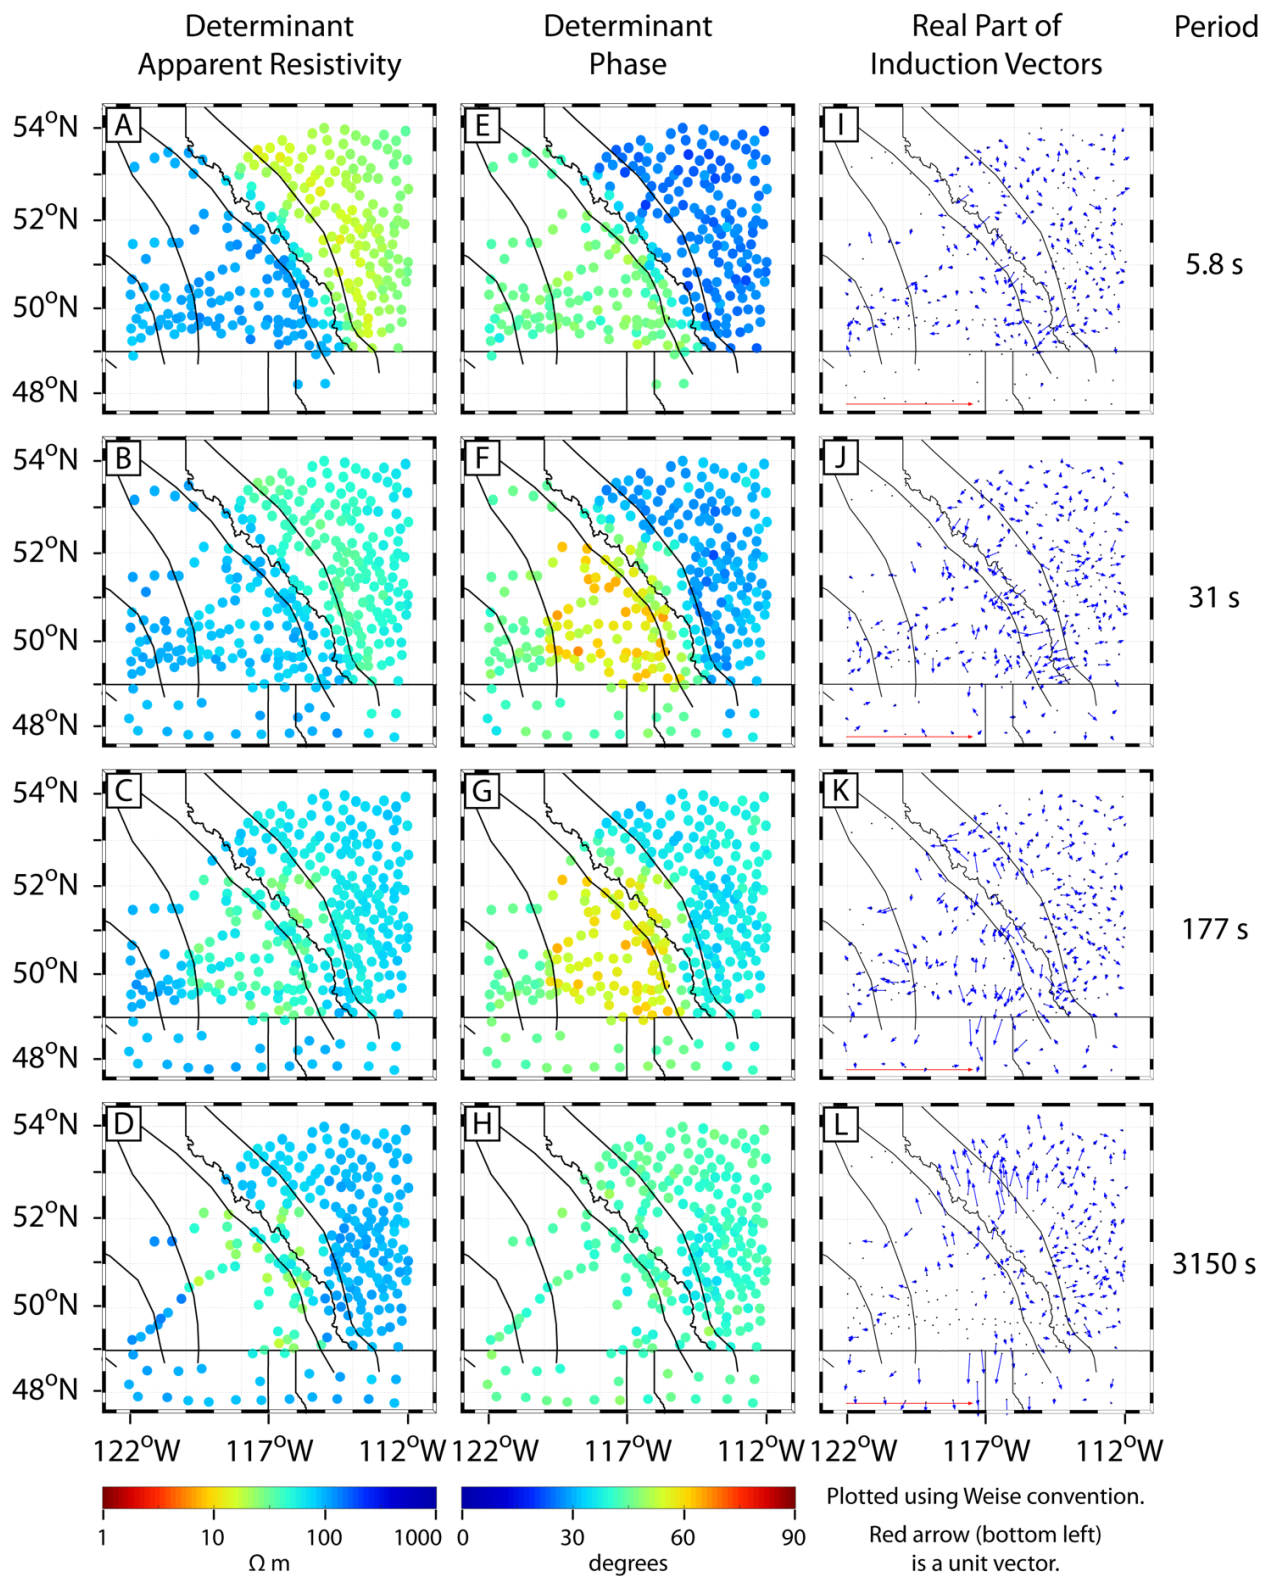 Determinant
Apparent Resistivity
Determinant
Phase
Real Part of
Induction Vectors
Period
54°N
A
E
I
52°N
5.8 s
50°N
48°N
54°N
B
F
J
52°N
31 s
50°N
48°N
54°N
C
G
K
52°N
177 s
50°N
48°N
54°N
D
H
L
52°N
3150 s
50°N
48°N
122°W 117°W 112°W
122°W 117°W 112°W
122°W 117°W 112°W
1 10 100 1000
Ω m
0 30 60 90
degrees
Plotted using Weise convention.
Red arrow (bottom left)
is a unit vector.